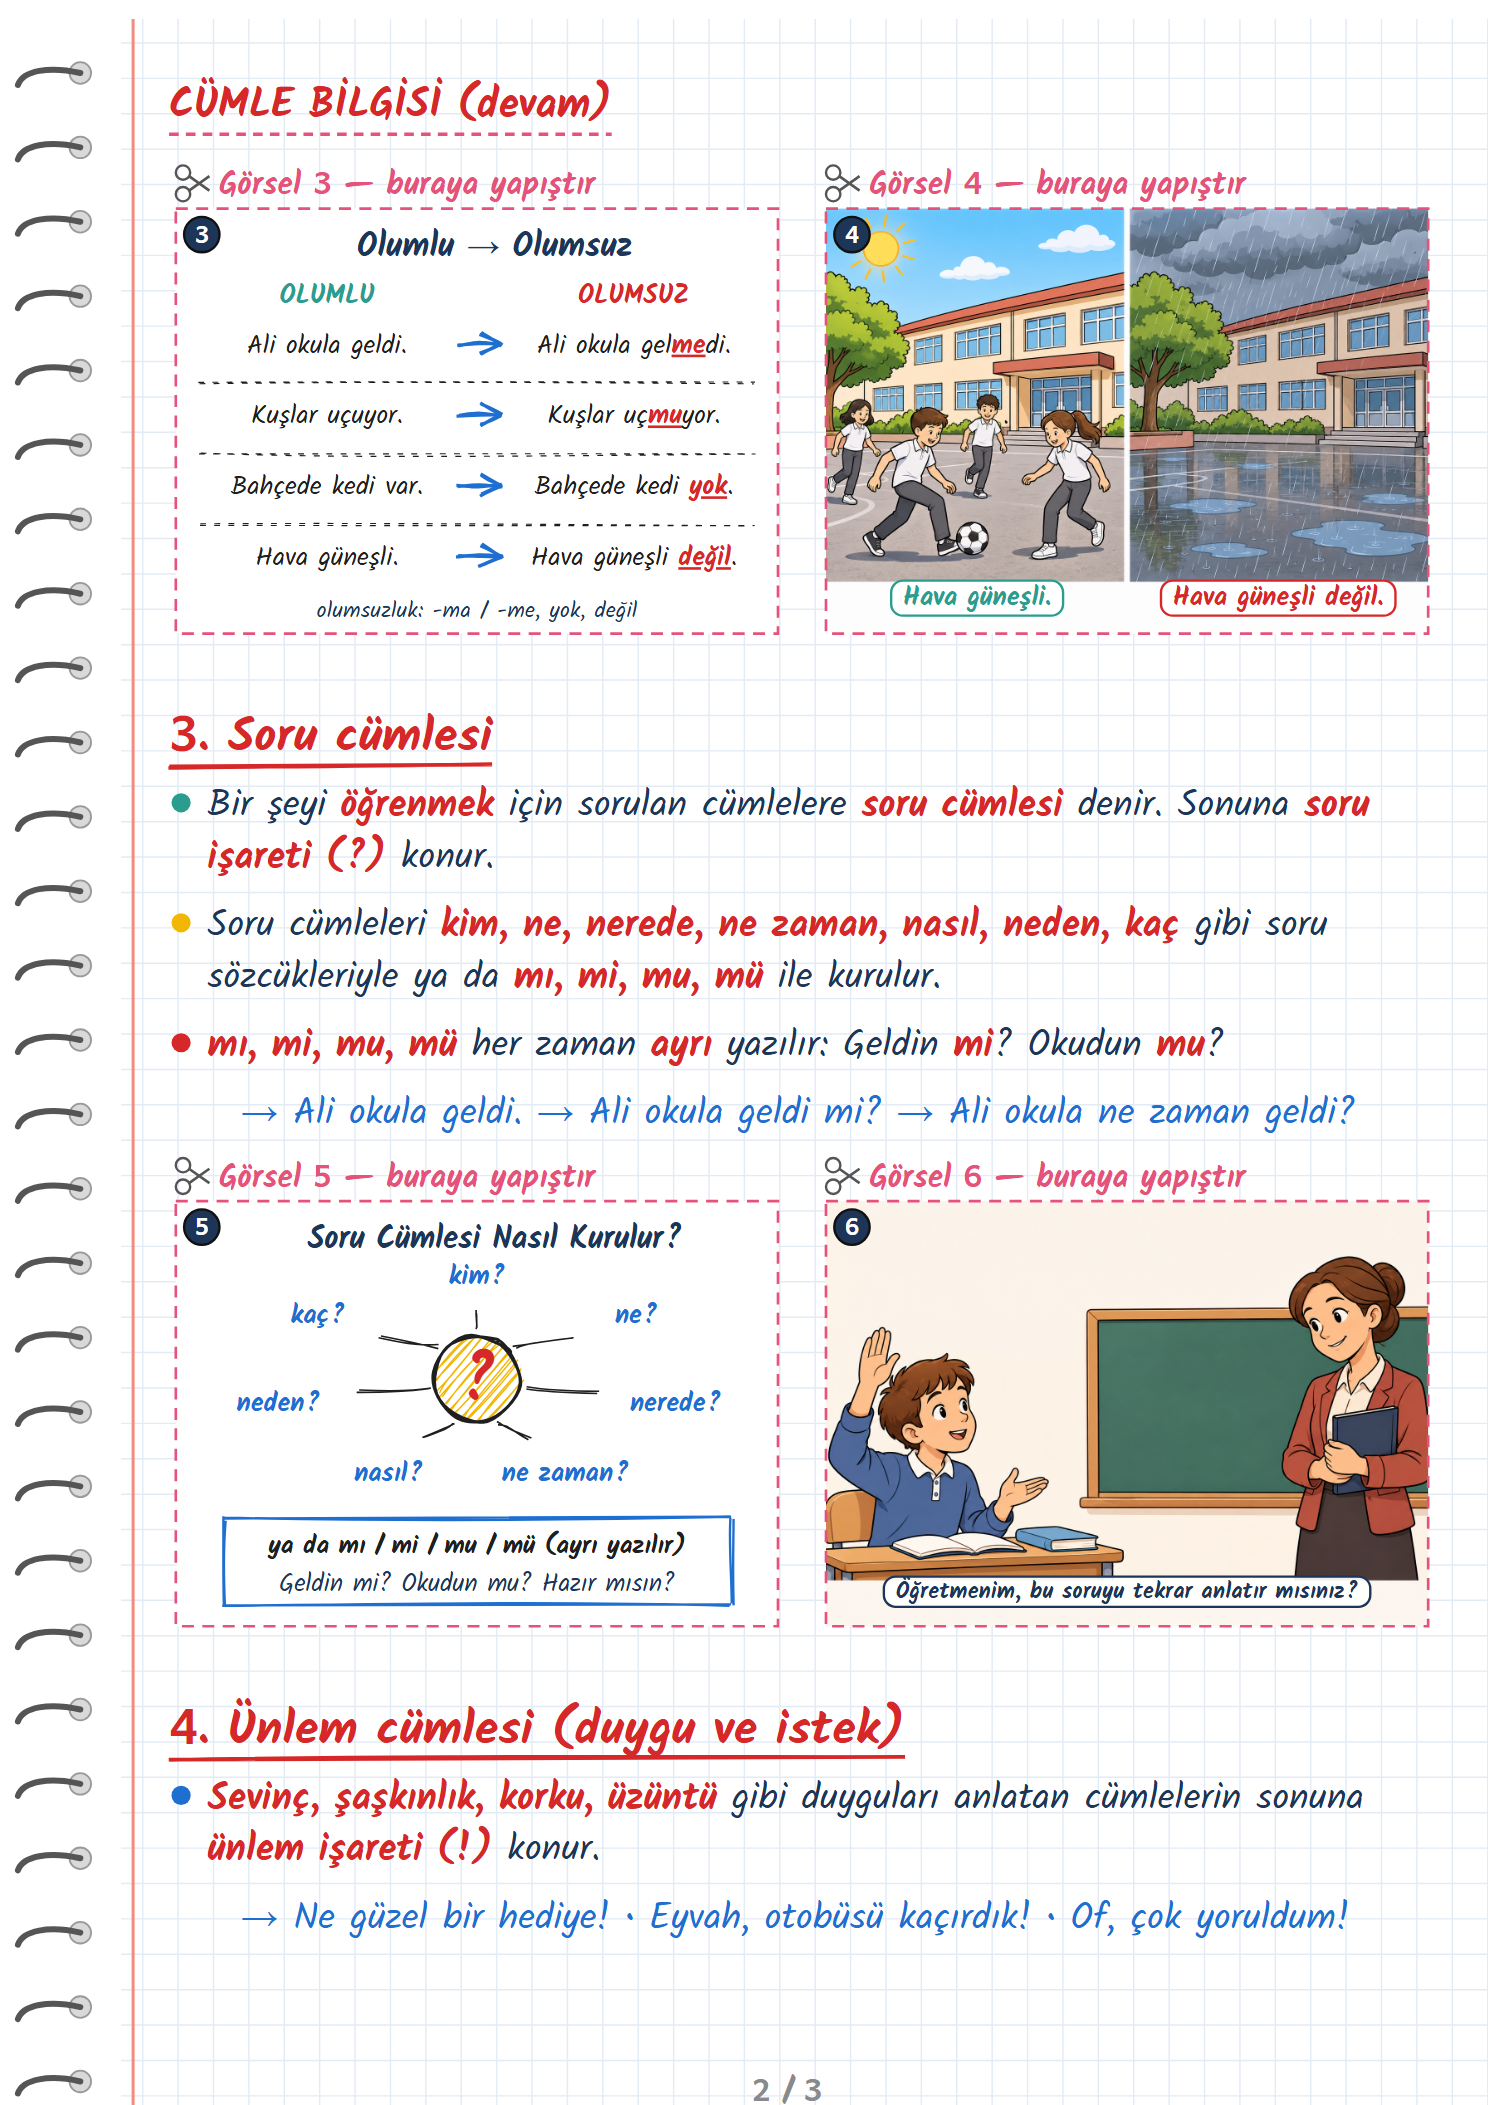 CÜMLE BİLGİSİ (devam)
Görsel 3 — buraya yapıştır
3
Olumlu → Olumsuz
OLUMLU
OLUMSUZ
Ali okula geldi.
Ali okula gelmedi.
Kuşlar uçuyor.
Kuşlar uçmuyor.
Bahçede kedi var.
Bahçede kedi yok.
Hava güneşli.
Hava güneşli değil.
olumsuzluk: -ma / -me, yok, değil
Görsel 4 — buraya yapıştır
4
Hava güneşli.
Hava güneşli değil.
3. Soru cümlesi
Bir şeyi öğrenmek için sorulan cümlelere soru cümlesi denir. Sonuna soru
işareti (?) konur.
Soru cümleleri kim, ne, nerede, ne zaman, nasıl, neden, kaç gibi soru
sözcükleriyle ya da mı, mi, mu, mü ile kurulur.
mı, mi, mu, mü her zaman ayrı yazılır: Geldin mi? Okudun mu?
→ Ali okula geldi. → Ali okula geldi mi? → Ali okula ne zaman geldi?
Görsel 5 — buraya yapıştır
5
Soru Cümlesi Nasıl Kurulur?
kim?
kaç?
ne?
?
neden?
nerede?
nasıl?
ne zaman?
ya da mı / mi / mu / mü (ayrı yazılır)
Geldin mi? Okudun mu? Hazır mısın?
Görsel 6 — buraya yapıştır
6
Öğretmenim, bu soruyu tekrar anlatır mısınız?
4. Ünlem cümlesi (duygu ve istek)
Sevinç, şaşkınlık, korku, üzüntü gibi duyguları anlatan cümlelerin sonuna
ünlem işareti (!) konur.
→ Ne güzel bir hediye! · Eyvah, otobüsü kaçırdık! · Of, çok yoruldum!
2 / 3